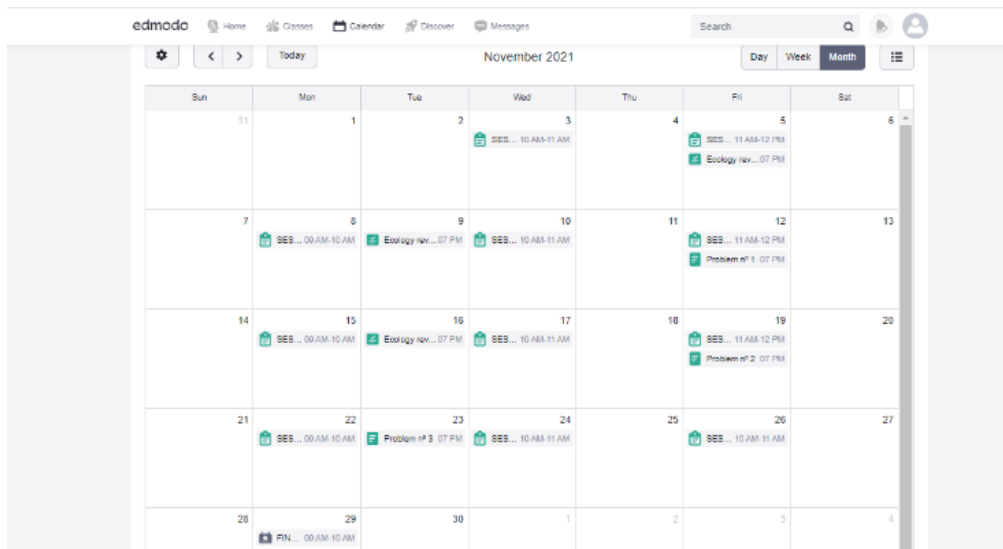 edmodo Home Classes Calendar Discover Messages Search
Today November 2021 Day Week Month
Sun Mon Tue Wed Thu Fri Sat
31 1 2 3 4 5 6
SES... 10 AM-11 AM SES... 11 AM-12 PM
Ecology rev... 07 PM
7 8 9 10 11 12 13
SES... 09 AM-10 AM Ecology rev... 07 PM SES... 10 AM-11 AM SES... 11 AM-12 PM
Problem nº 1 07 PM
14 15 16 17 18 19 20
SES... 09 AM-10 AM Ecology rev... 07 PM SES... 10 AM-11 AM SES... 11 AM-12 PM
Problem nº 2 07 PM
21 22 23 24 25 26 27
SES... 09 AM-10 AM Problem nº 3 07 PM SES... 10 AM-11 AM SES... 10 AM-11 AM
28 29 30 1 2 3 4
FIN... 09 AM-10 AM